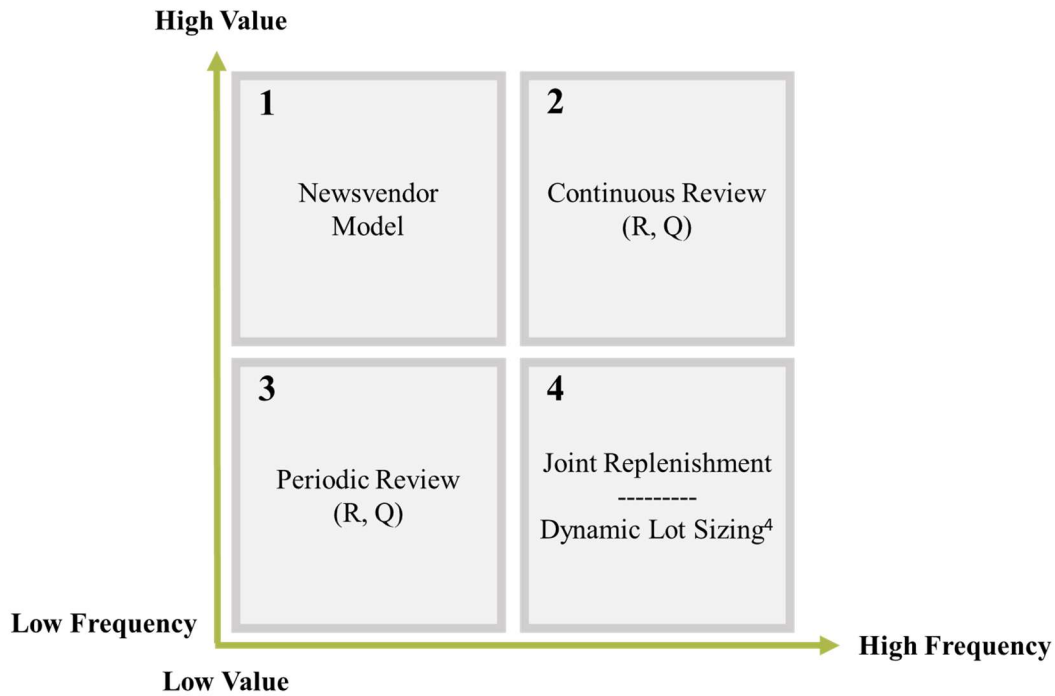 High Value
1
Newsvendor
Model
2
Continuous Review
(R, Q)
3
Periodic Review
(R, Q)
4
Joint Replenishment
---------
Dynamic Lot Sizing⁴
Low Frequency
High Frequency
Low Value